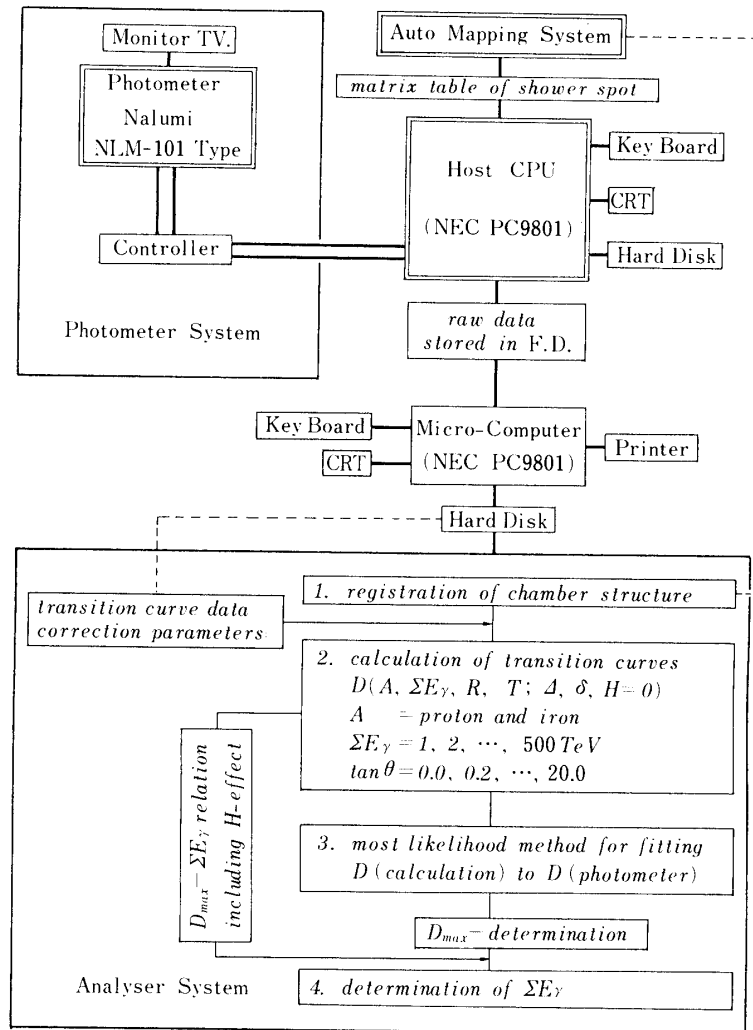 Monitor TV.
Photometer
Nalumi
NLM-101 Type
Controller
Photometer System
Auto Mapping System
matrix table of shower spot
Host CPU
(NEC PC9801)
Key Board
CRT
Hard Disk
raw data
stored in F.D.
Key Board
CRT
Micro-Computer
(NEC PC9801)
Printer
Hard Disk
transition curve data
correction parameters
1. registration of chamber structure
2. calculation of transition curves
D(A, ΣEγ, R, T; Δ, δ, H=0)
A = proton and iron
ΣEγ = 1, 2, ⋯, 500 TeV
tan θ = 0.0, 0.2, ⋯, 20.0
Dmax − ΣEγ relation
including H-effect
3. most likelihood method for fitting
D (calculation) to D (photometer)
Dmax − determination
4. determination of ΣEγ
Analyser System